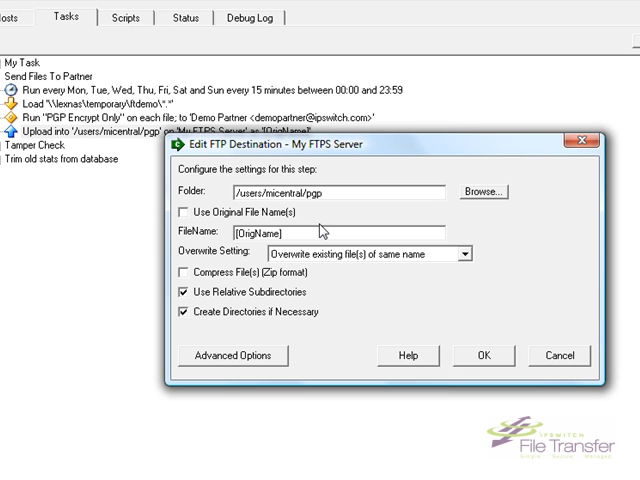 Hosts Tasks Scripts Status Debug Log
My Task
Send Files To Partner
Run every Mon, Tue, Wed, Thu, Fri, Sat and Sun every 15 minutes between 00:00 and 23:59
Load '\\lexnas\temporary\ftdemo\*.*'
Run "PGP Encrypt Only" on each file; to 'Demo Partner <demopartner@ipswitch.com>'
Upload into '/users/micentral/pgp' on 'My FTPS Server' as '[OrigName]'
Tamper Check
Trim old stats from database
Edit FTP Destination - My FTPS Server
Configure the settings for this step:
Folder: /users/micentral/pgp Browse...
Use Original File Name(s)
FileName: [OrigName]
Overwrite Setting: Overwrite existing file(s) of same name
Compress File(s) (Zip format)
Use Relative Subdirectories
Create Directories if Necessary
Advanced Options Help OK Cancel
IPSWITCH
File Transfer
Simple Secure Managed